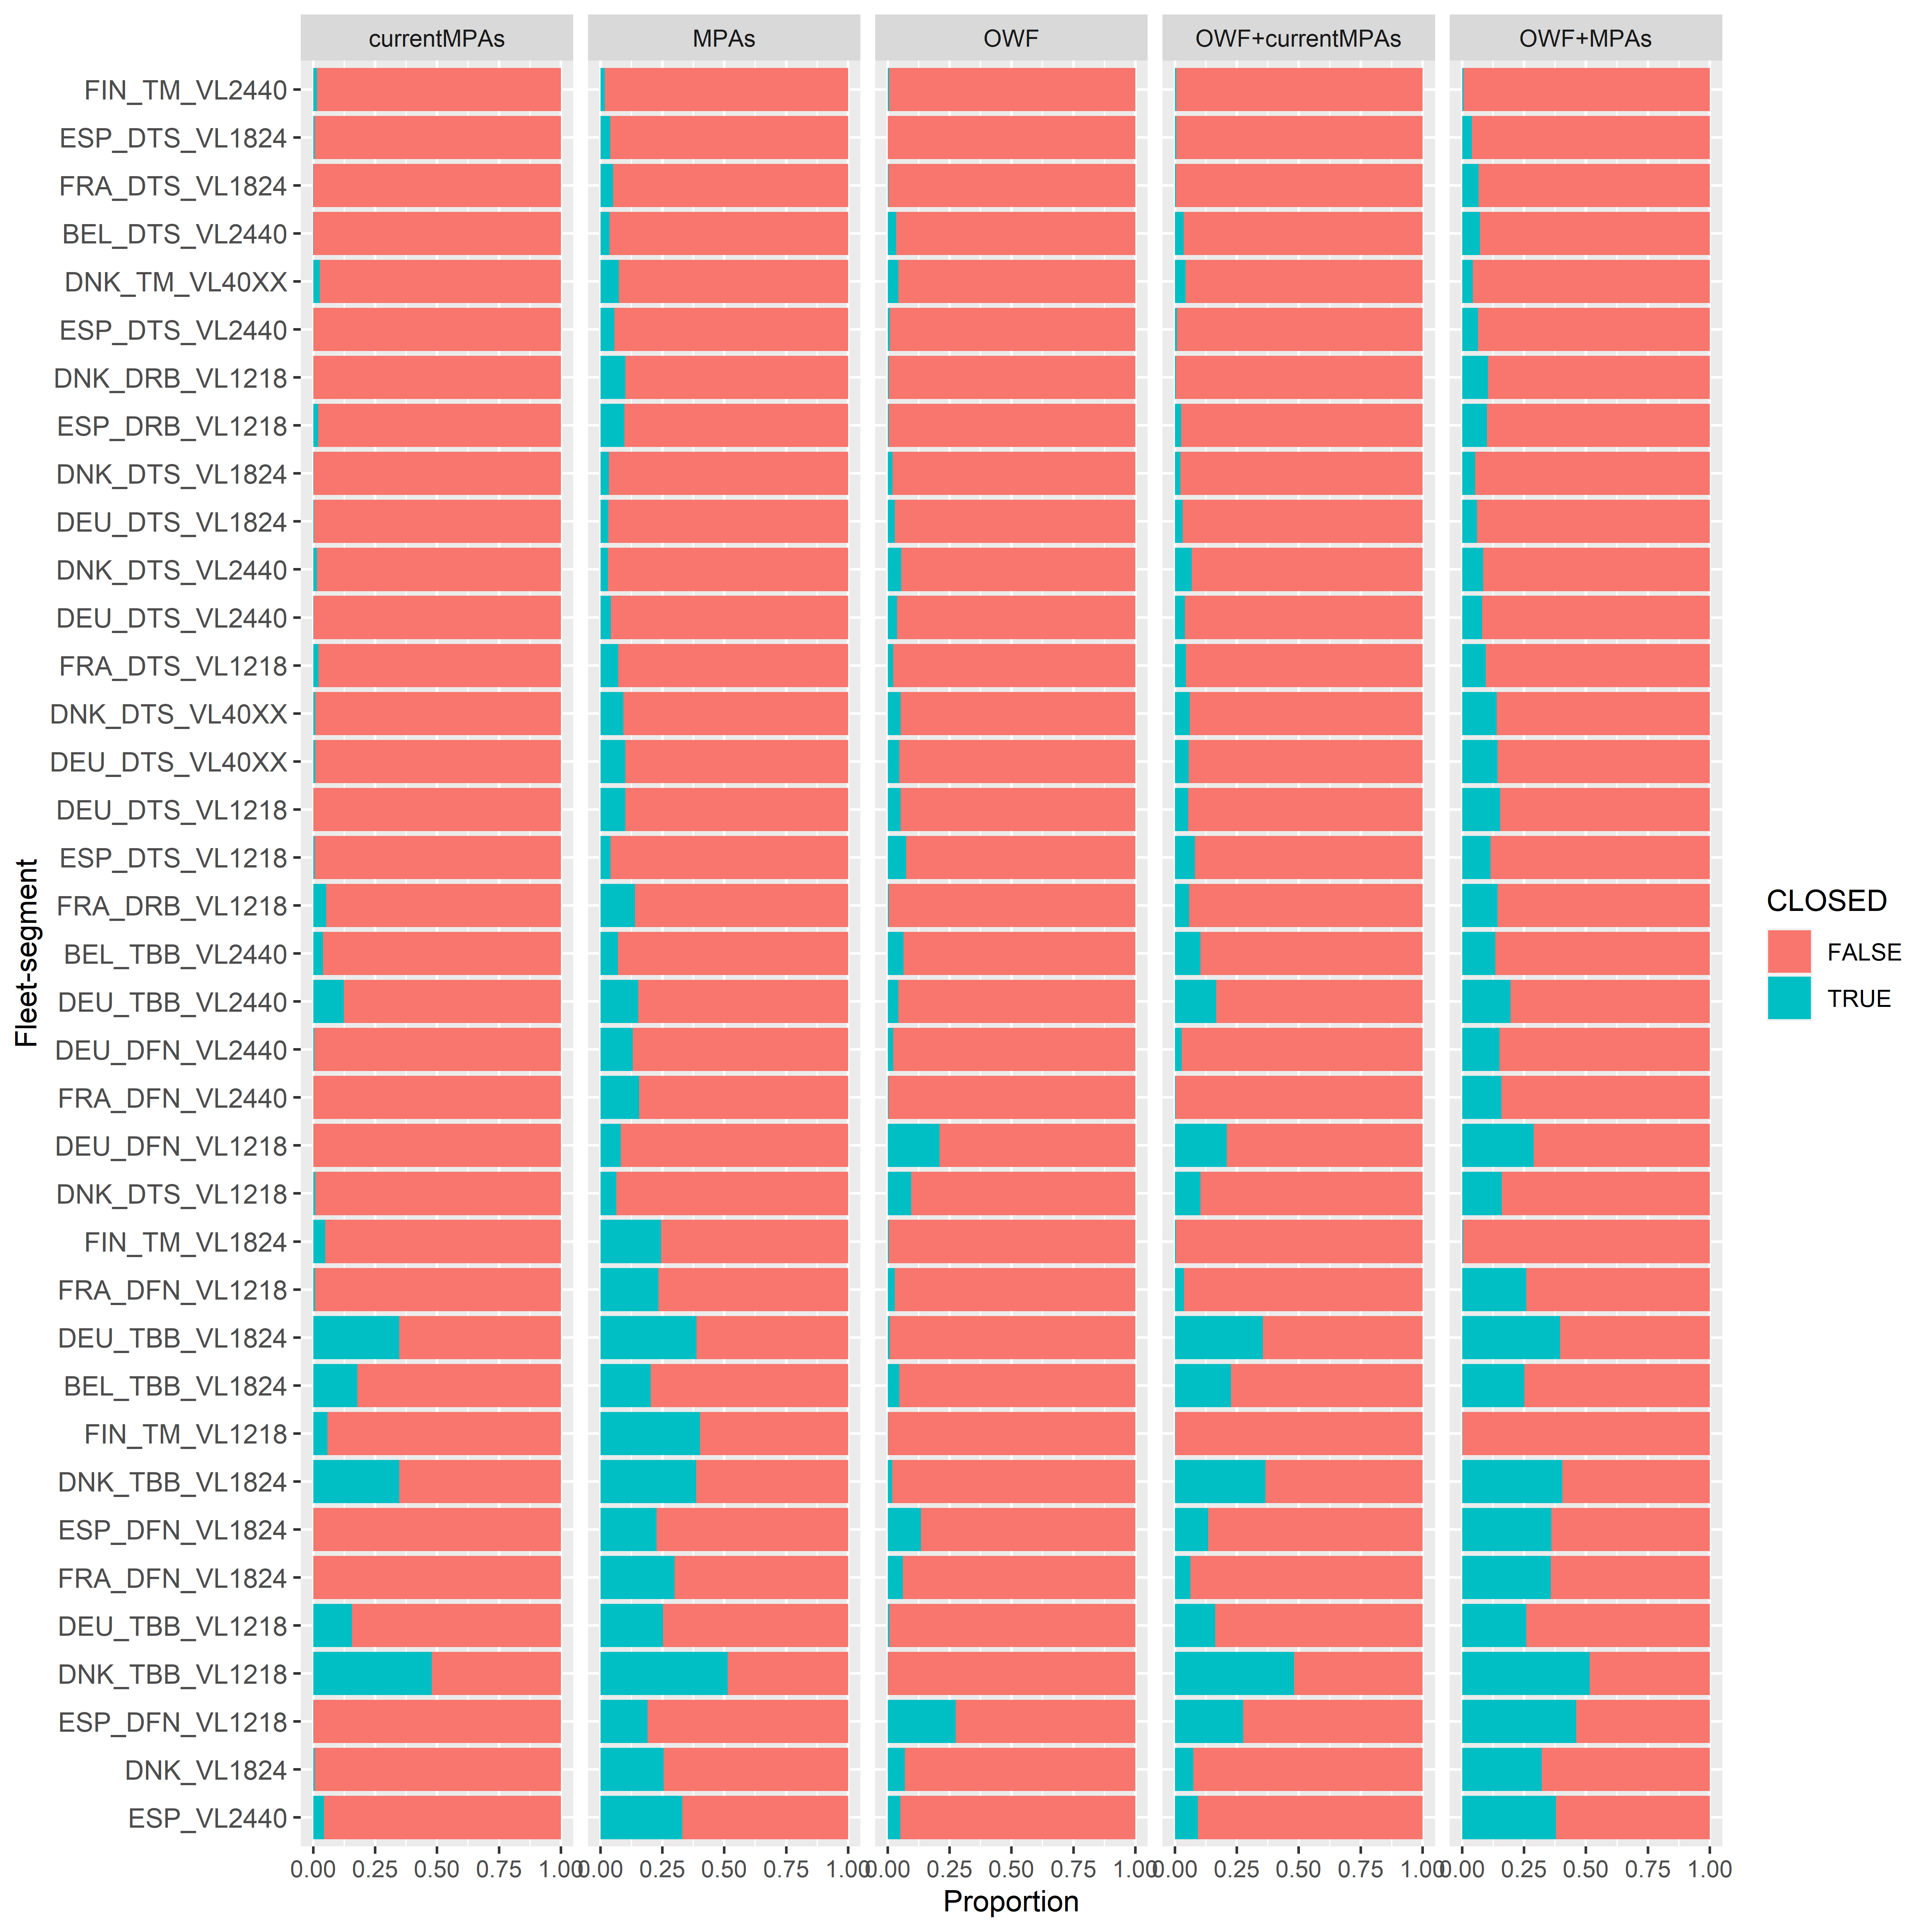 currentMPAs MPAs OWF OWF+currentMPAs OWF+MPAs
FIN_TM_VL2440
ESP_DTS_VL1824
FRA_DTS_VL1824
BEL_DTS_VL2440
DNK_TM_VL40XX
ESP_DTS_VL2440
DNK_DRB_VL1218
ESP_DRB_VL1218
DNK_DTS_VL1824
DEU_DTS_VL1824
DNK_DTS_VL2440
DEU_DTS_VL2440
FRA_DTS_VL1218
DNK_DTS_VL40XX
DEU_DTS_VL40XX
DEU_DTS_VL1218
ESP_DTS_VL1218
FRA_DRB_VL1218
BEL_TBB_VL2440
DEU_TBB_VL2440
DEU_DFN_VL2440
FRA_DFN_VL2440
DEU_DFN_VL1218
DNK_DTS_VL1218
FIN_TM_VL1824
FRA_DFN_VL1218
DEU_TBB_VL1824
BEL_TBB_VL1824
FIN_TM_VL1218
DNK_TBB_VL1824
ESP_DFN_VL1824
FRA_DFN_VL1824
DEU_TBB_VL1218
DNK_TBB_VL1218
ESP_DFN_VL1218
DNK_VL1824
ESP_VL2440
Fleet-segment
0.00 0.25 0.50 0.75 1.00 0.00 0.25 0.50 0.75 1.00 0.00 0.25 0.50 0.75 1.00 0.00 0.25 0.50 0.75 1.00 0.00 0.25 0.50 0.75 1.00
Proportion
CLOSED
FALSE
TRUE